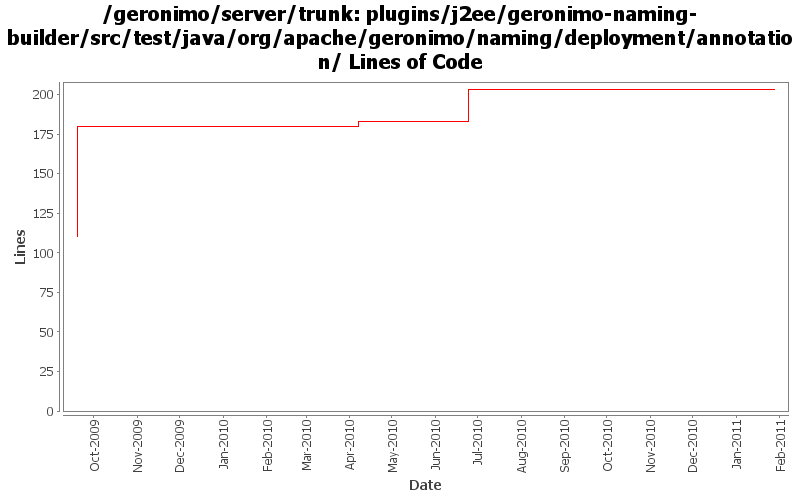 /geronimo/server/trunk: plugins/j2ee/geronimo-naming-
builder/src/test/java/org/apache/geronimo/naming/deployment/annotatio
n/ Lines of Code
200
175
150
125
100
75
50
25
0
Lines
Oct-2009
Nov-2009
Dec-2009
Jan-2010
Feb-2010
Mar-2010
Apr-2010
May-2010
Jun-2010
Jul-2010
Aug-2010
Sep-2010
Oct-2010
Nov-2010
Dec-2010
Jan-2011
Feb-2011
Date